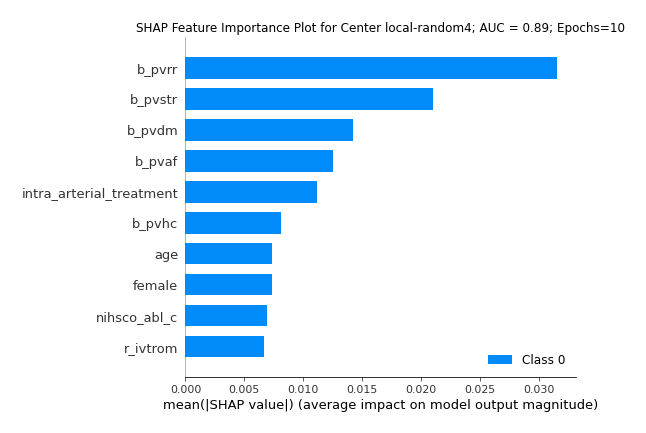 SHAP Feature Importance Plot for Center local-random4; AUC = 0.89; Epochs=10
b_pvrr
b_pvstr
b_pvdm
b_pvaf
intra_arterial_treatment
b_pvhc
age
female
nihsco_abl_c
r_ivtrom
Class 0
0.000 0.005 0.010 0.015 0.020 0.025 0.030
mean(|SHAP value|) (average impact on model output magnitude)